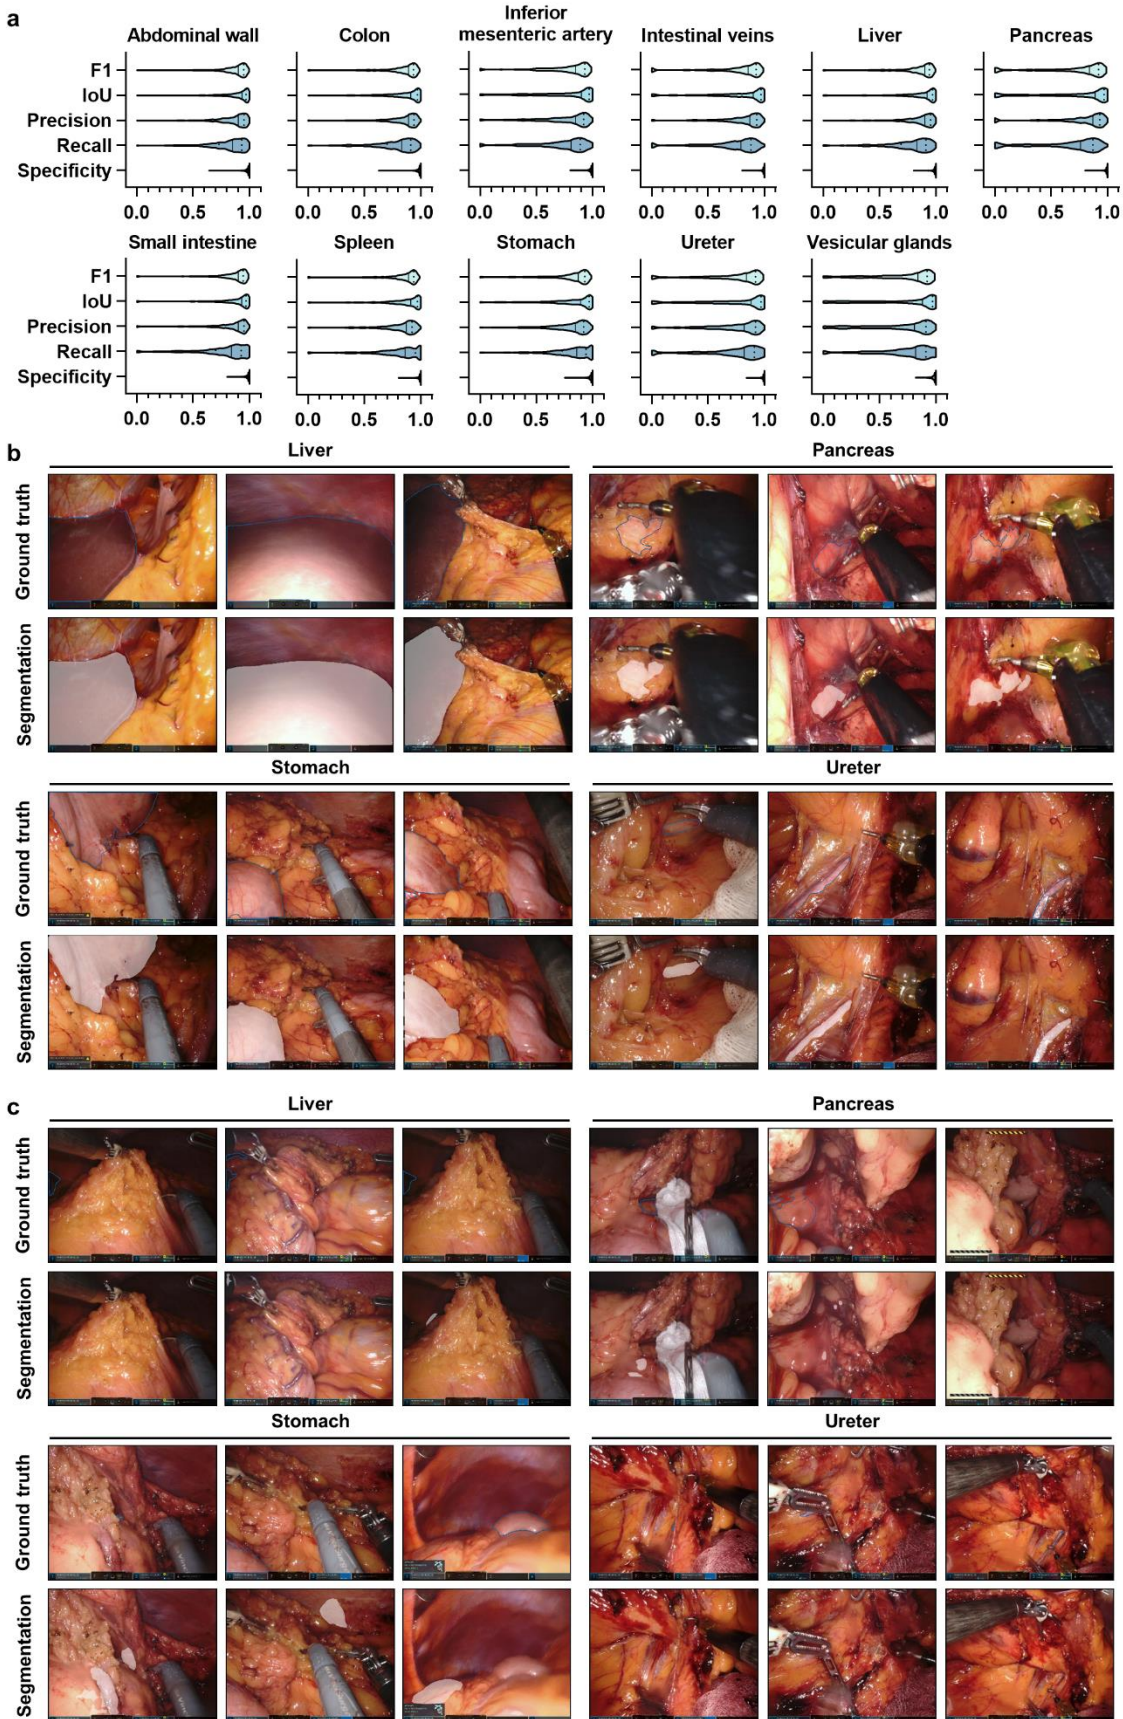 a
Abdominal wall
Colon
Inferior
mesenteric artery
Intestinal veins
Liver
Pancreas
F1
IoU
Precision
Recall
Specificity
0.0 0.5 1.0
0.0 0.5 1.0
0.0 0.5 1.0
0.0 0.5 1.0
0.0 0.5 1.0
0.0 0.5 1.0
Small intestine
Spleen
Stomach
Ureter
Vesicular glands
F1
IoU
Precision
Recall
Specificity
0.0 0.5 1.0
0.0 0.5 1.0
0.0 0.5 1.0
0.0 0.5 1.0
0.0 0.5 1.0
b
Liver
Pancreas
Ground truth
Segmentation
Stomach
Ureter
Ground truth
Segmentation
c
Liver
Pancreas
Ground truth
Segmentation
Stomach
Ureter
Ground truth
Segmentation